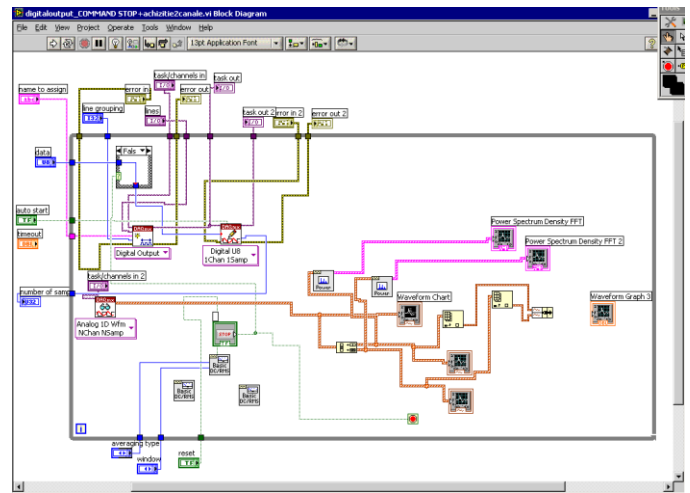 digitaloutput_COMMAND STOP+achizitie2canale.vi Block Diagram
File Edit View Project Operate Tools Window Help
13pt Application Font
task/channels in
task out
name to assign
error in
error out
line grouping
lines
task out 2
error in 2
error out 2
data
Fals
auto start
timeout
Digital Output
Digital U8
1Chan 1Samp
Power Spectrum Density FFT
Power Spectrum Density FFT 2
task/channels in 2
number of samp
Analog 1D Wfm
NChan NSamp
STOP
Waveform Chart
Waveform Graph 3
Basic
DC/RMS
Basic
DC/RMS
Basic
DC/RMS
i
averaging type
window
reset
TF